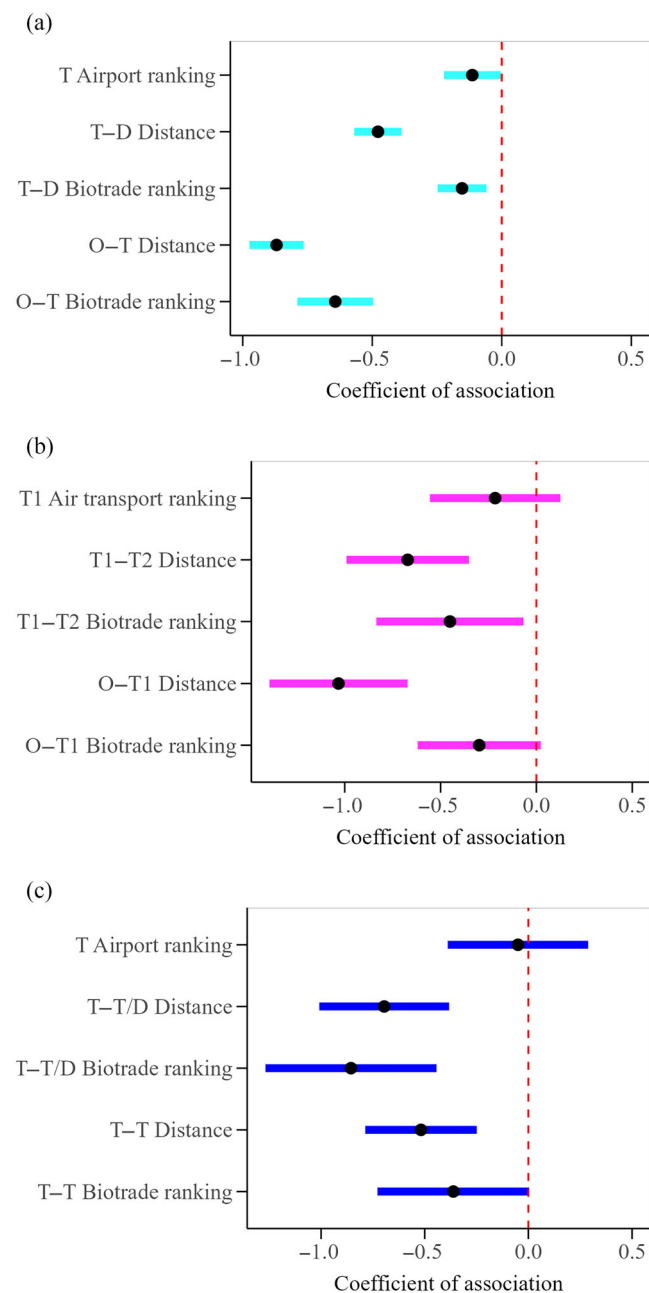 (a)
T Airport ranking
T–D Distance
T–D Biotrade ranking
O–T Distance
O–T Biotrade ranking
−1.0 −0.5 0.0 0.5
Coefficient of association
(b)
T1 Air transport ranking
T1–T2 Distance
T1–T2 Biotrade ranking
O–T1 Distance
O–T1 Biotrade ranking
−1.0 −0.5 0.0 0.5
Coefficient of association
(c)
T Airport ranking
T–T/D Distance
T–T/D Biotrade ranking
T–T Distance
T–T Biotrade ranking
−1.0 −0.5 0.0 0.5
Coefficient of association